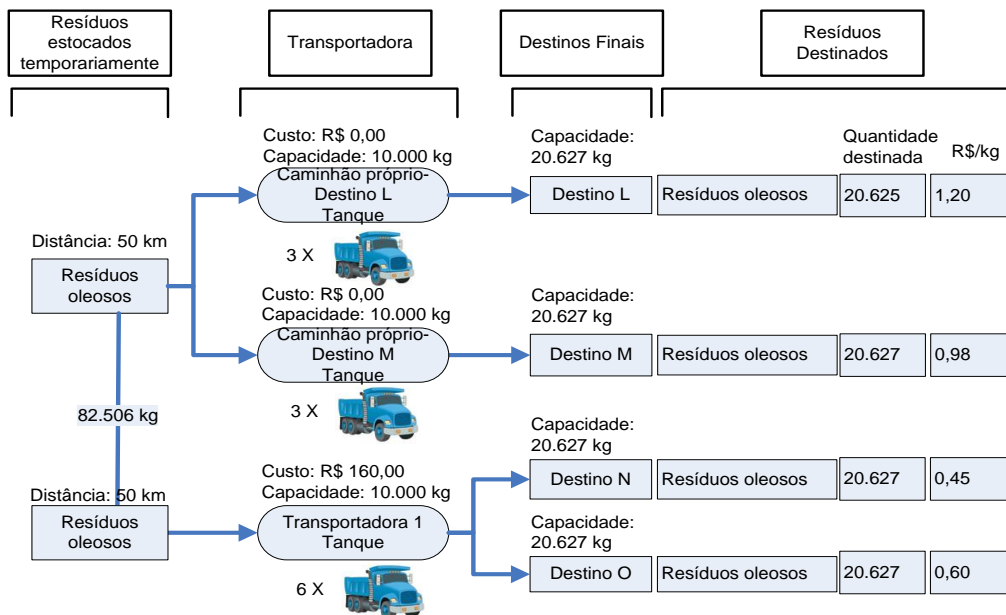 Resíduos
estocados
temporariamente
Transportadora
Destinos Finais
Resíduos
Destinados
Custo: R$ 0,00
Capacidade: 10.000 kg
Caminhão próprio-
Destino L
Tanque
3 X
Capacidade:
20.627 kg
Destino L
Quantidade
destinada
R$/kg
Resíduos oleosos
20.625
1,20
Distância: 50 km
Resíduos
oleosos
Custo: R$ 0,00
Capacidade: 10.000 kg
Caminhão próprio-
Destino M
Tanque
3 X
Capacidade:
20.627 kg
Destino M
Resíduos oleosos
20.627
0,98
82.506 kg
Distância: 50 km
Resíduos
oleosos
Custo: R$ 160,00
Capacidade: 10.000 kg
Transportadora 1
Tanque
6 X
Capacidade:
20.627 kg
Destino N
Resíduos oleosos
20.627
0,45
Capacidade:
20.627 kg
Destino O
Resíduos oleosos
20.627
0,60